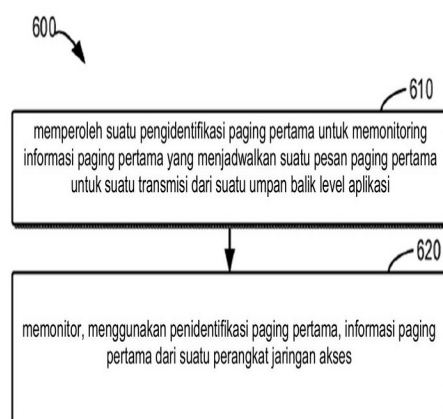 600
610
memperoleh suatu pengidentifikasi paging pertama untuk memonitoring
informasi paging pertama yang menjadwalkan suatu pesan paging pertama
untuk suatu transmisi dari suatu umpan balik level aplikasi
620
memonitor, menggunakan penidentifikasi paging pertama, informasi paging
pertama dari suatu perangkat jaringan akses